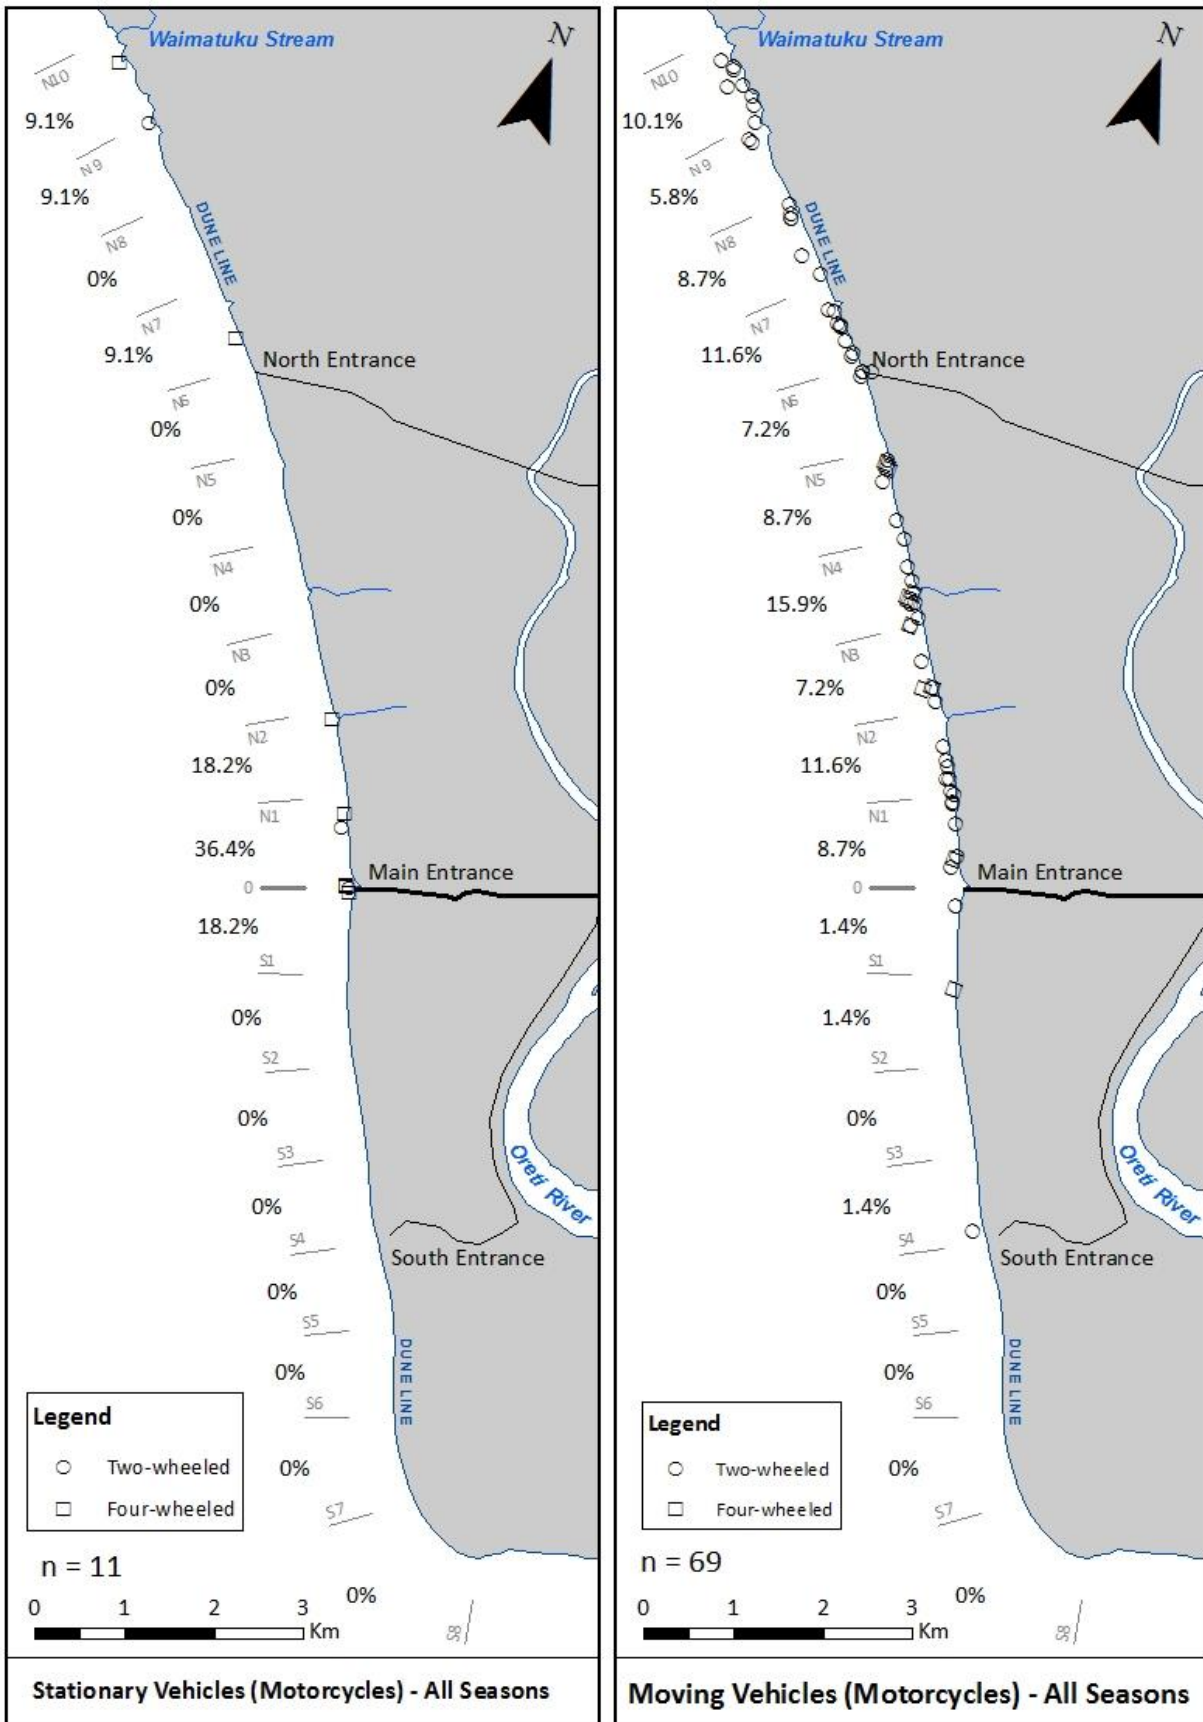 Waimatuku Stream
N
N10
9.1%
N9
9.1%
DUNE LINE
N8
0%
N7
9.1%
North Entrance
N6
0%
N5
0%
N4
0%
N3
0%
N2
18.2%
N1
36.4%
Main Entrance
0
18.2%
S1
0%
S2
0%
S3
Oreti River
0%
S4
South Entrance
0%
S5
DUNE LINE
0%
S6
Legend
Two-wheeled
0%
Four-wheeled
S7
n = 11
0%
0 1 2 3
Km
S8
Stationary Vehicles (Motorcycles) - All Seasons
Waimatuku Stream
N
N10
10.1%
N9
5.8%
DUNE LINE
N8
8.7%
N7
11.6%
North Entrance
N6
7.2%
N5
8.7%
N4
15.9%
N3
7.2%
N2
11.6%
N1
8.7%
Main Entrance
0
1.4%
S1
1.4%
S2
0%
S3
Oreti River
1.4%
S4
South Entrance
0%
S5
DUNE LINE
0%
S6
Legend
Two-wheeled
0%
Four-wheeled
S7
n = 69
0%
0 1 2 3
Km
S8
Moving Vehicles (Motorcycles) - All Seasons